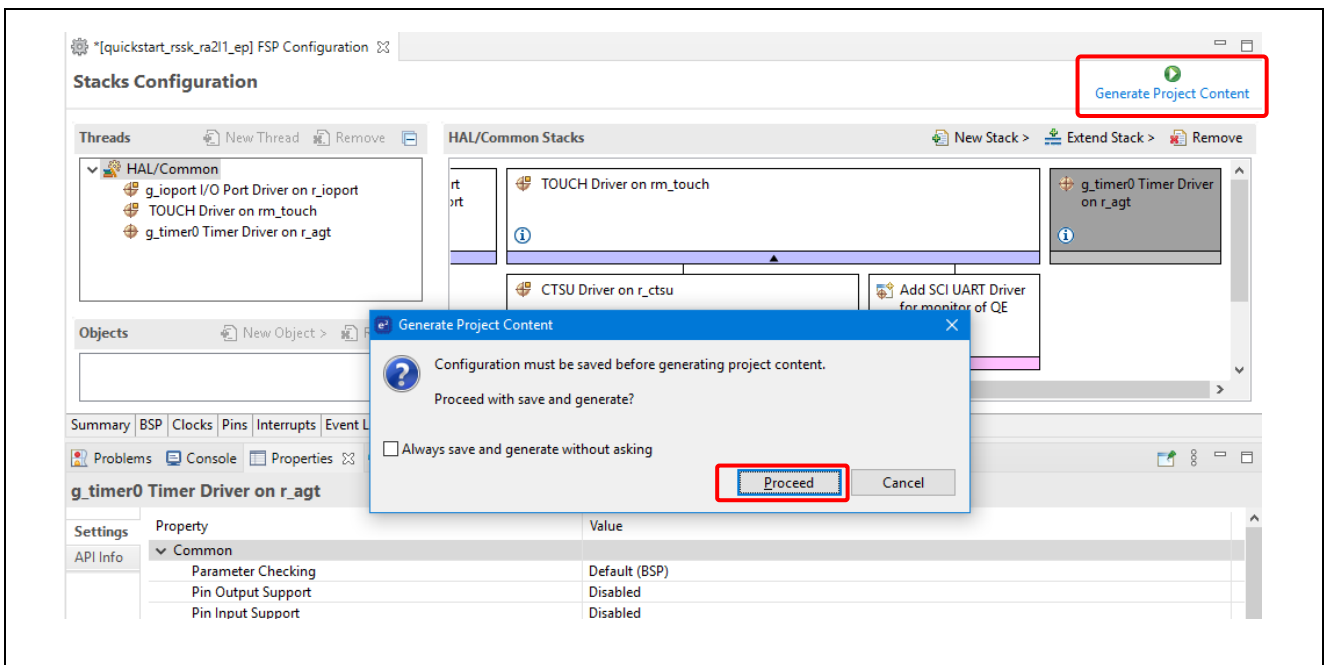 *[quickstart_rssk_ra2l1_ep] FSP Configuration
Stacks Configuration
Generate Project Content
Threads
New Thread
Remove
HAL/Common Stacks
New Stack >
Extend Stack >
Remove
HAL/Common
g_ioport I/O Port Driver on r_ioport
TOUCH Driver on rm_touch
g_timer0 Timer Driver on r_agt
TOUCH Driver on rm_touch
g_timer0 Timer Driver
on r_agt
CTSU Driver on r_ctsu
Add SCI UART Driver
for monitor of QE
Objects
New Object >
Generate Project Content
Configuration must be saved before generating project content.
Proceed with save and generate?
Always save and generate without asking
Proceed
Cancel
Summary
BSP
Clocks
Pins
Interrupts
Event L
Problems
Console
Properties
g_timer0 Timer Driver on r_agt
Settings
API Info
Property
Value
Common
Parameter Checking
Default (BSP)
Pin Output Support
Disabled
Pin Input Support
Disabled